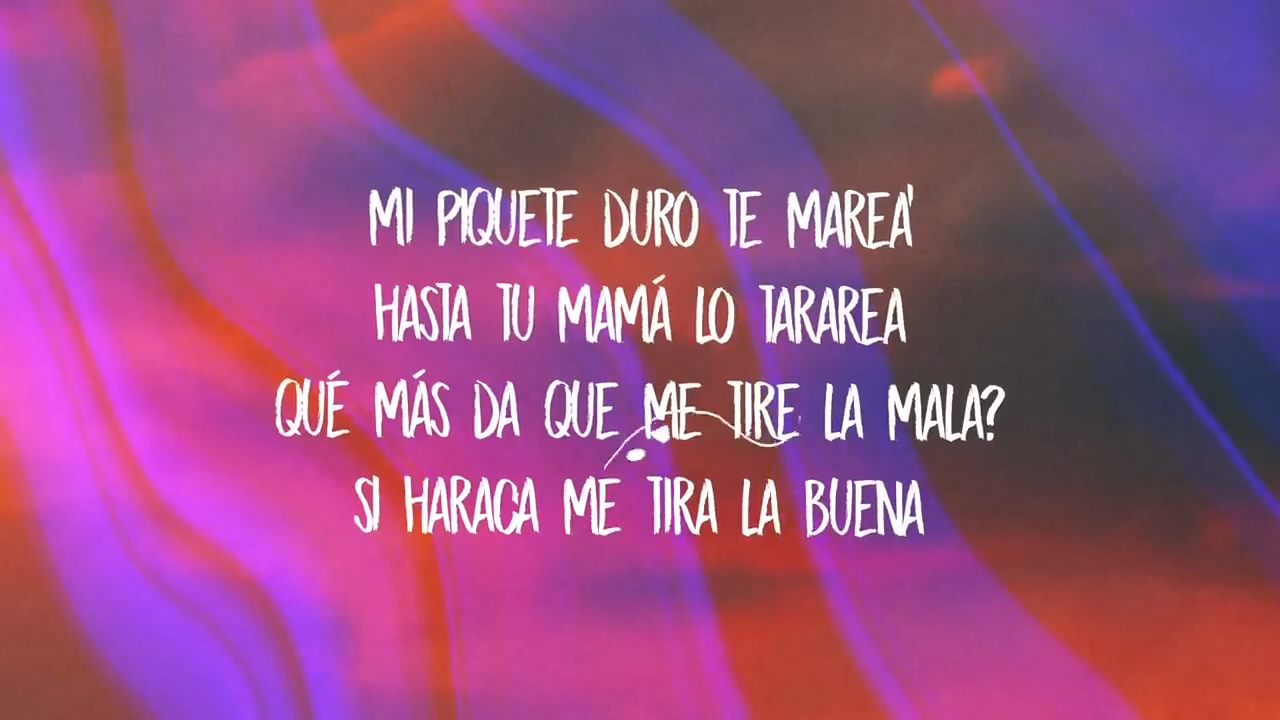 MI PIQUETE DURO TE MAREA'
HASTA TU MAMÁ LO TARAREA
QUÉ MÁS DA QUE ME TIRE LA MALA?
SI HARACA ME TIRA LA BUENA